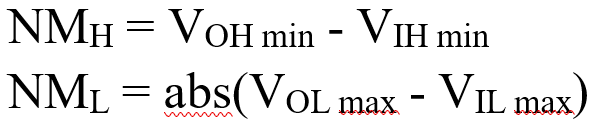 NMH = VOH min - VIH min
NML = abs(VOL max - VIL max)